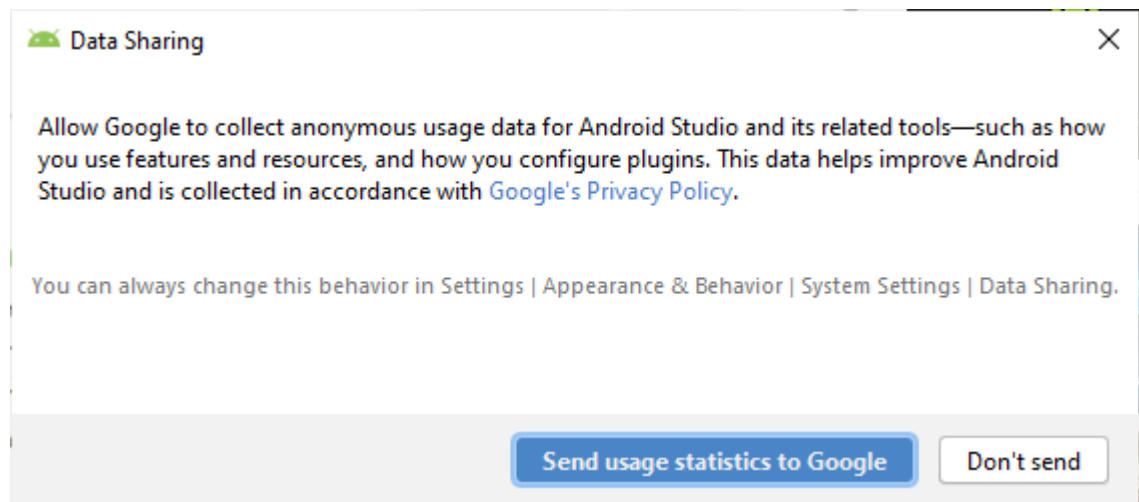 Data Sharing
Allow Google to collect anonymous usage data for Android Studio and its related tools—such as how
you use features and resources, and how you configure plugins. This data helps improve Android
Studio and is collected in accordance with Google's Privacy Policy.
You can always change this behavior in Settings | Appearance & Behavior | System Settings | Data Sharing.
Send usage statistics to Google
Don't send